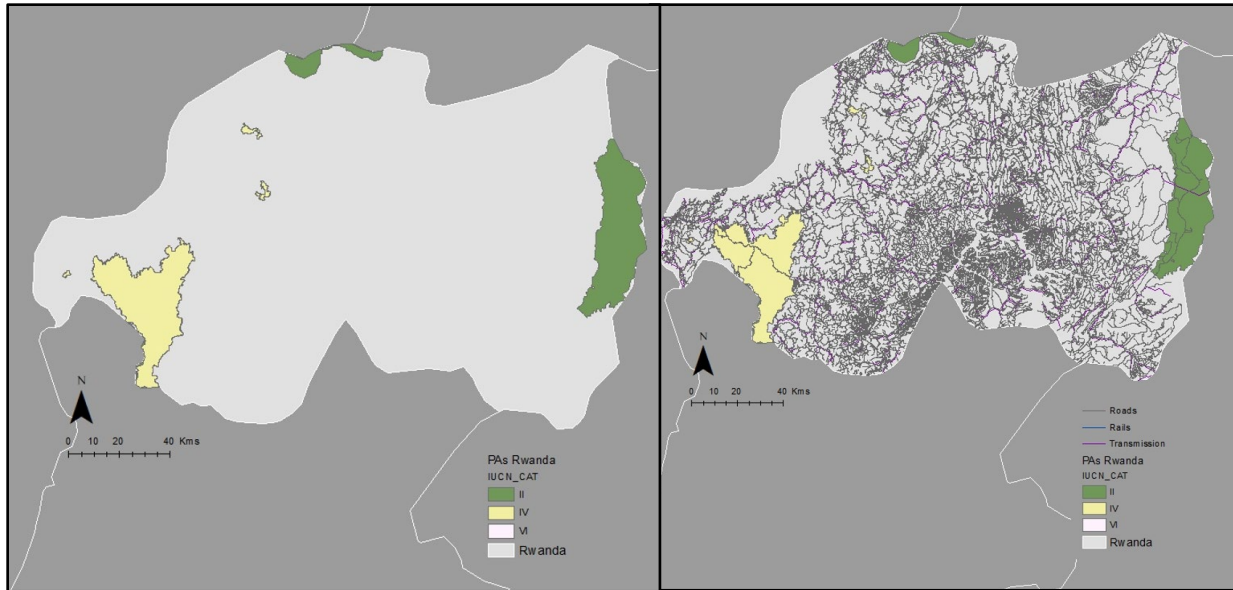 N
0 10 20 40 Kms
PAs Rwanda
IUCN_CAT
II
IV
VI
Rwanda
N
0 10 20 40 Kms
Roads
Rails
Transmission
PAs Rwanda
IUCN_CAT
II
IV
VI
Rwanda